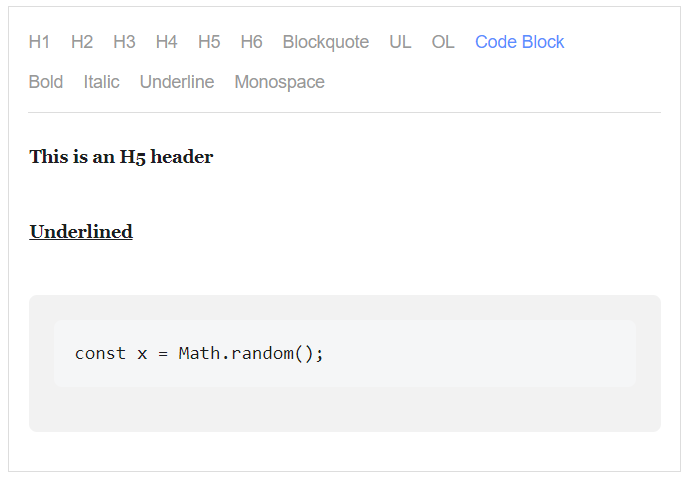 H1 H2 H3 H4 H5 H6 Blockquote UL OL Code Block
Bold Italic Underline Monospace
This is an H5 header
Underlined
const x = Math.random();